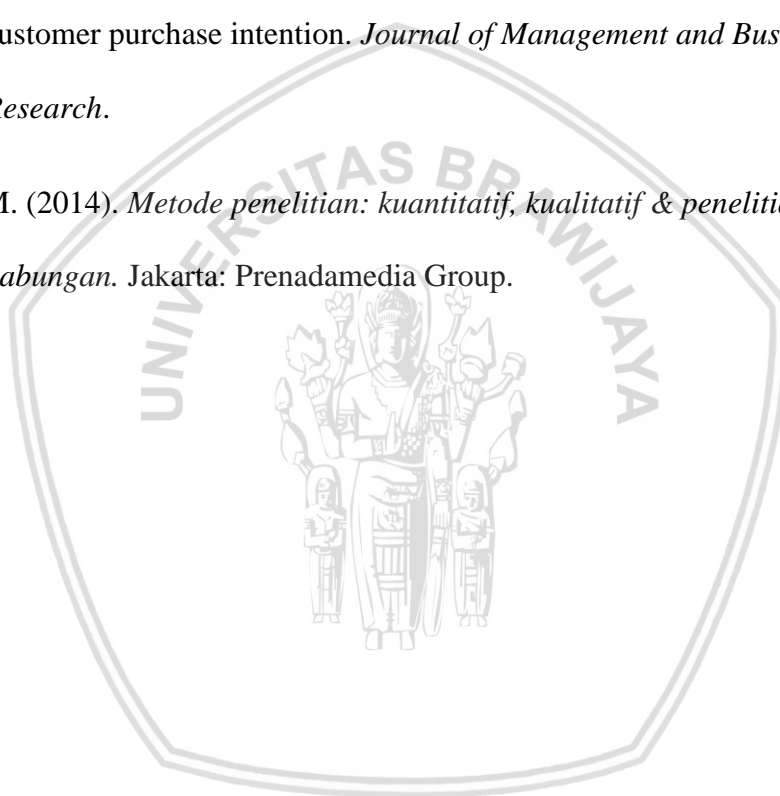 ustomer purchase intention. Journal of Management and Bus
Research.
M. (2014). Metode penelitian: kuantitatif, kualitatif & peneliti
abungan. Jakarta: Prenadamedia Group.
UNIVERSITAS BRAWIJAYA